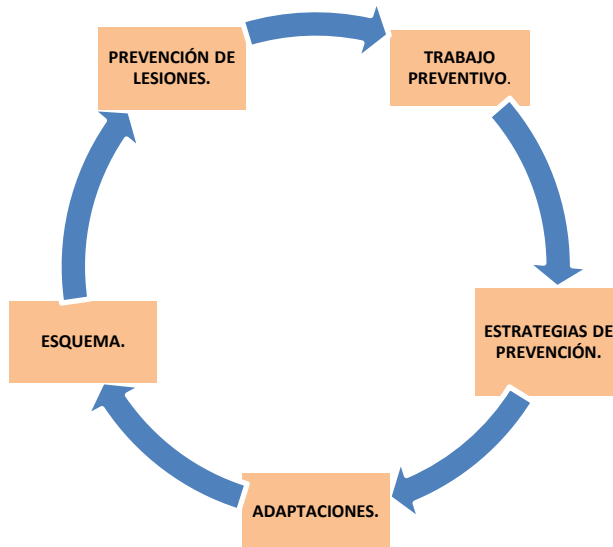 PREVENCIÓN DE
LESIONES.
TRABAJO
PREVENTIVO.
ESTRATEGIAS DE
PREVENCIÓN.
ADAPTACIONES.
ESQUEMA.